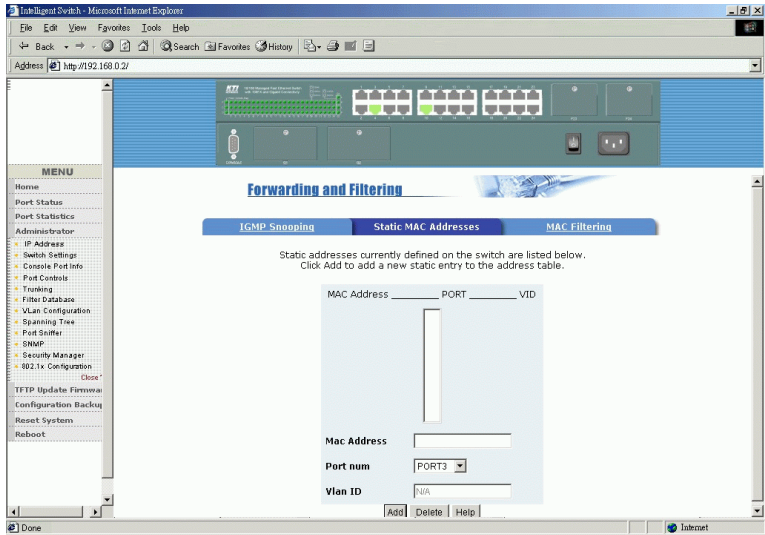 Intelligent Switch - Microsoft Internet Explorer
File Edit View Favorites Tools Help
Back Search Favorites History
Address http://192.168.0.2/
MENU
Home
Port Status
Port Statistics
Administrator
IP Address
Switch Settings
Console Port Info
Port Controls
Trunking
Filter Database
VLan Configuration
Spanning Tree
Port Sniffer
SNMP
Security Manager
802.1x Configuration
Close
TFTP Update Firmwa
Configuration Backup
Reset System
Reboot
Forwarding and Filtering
IGMP Snooping Static MAC Addresses MAC Filtering
Static addresses currently defined on the switch are listed below.
Click Add to add a new static entry to the address table.
MAC Address _________ PORT ________ VID
Mac Address
Port num PORT3
Vlan ID N/A
Add Delete Help
Done Internet